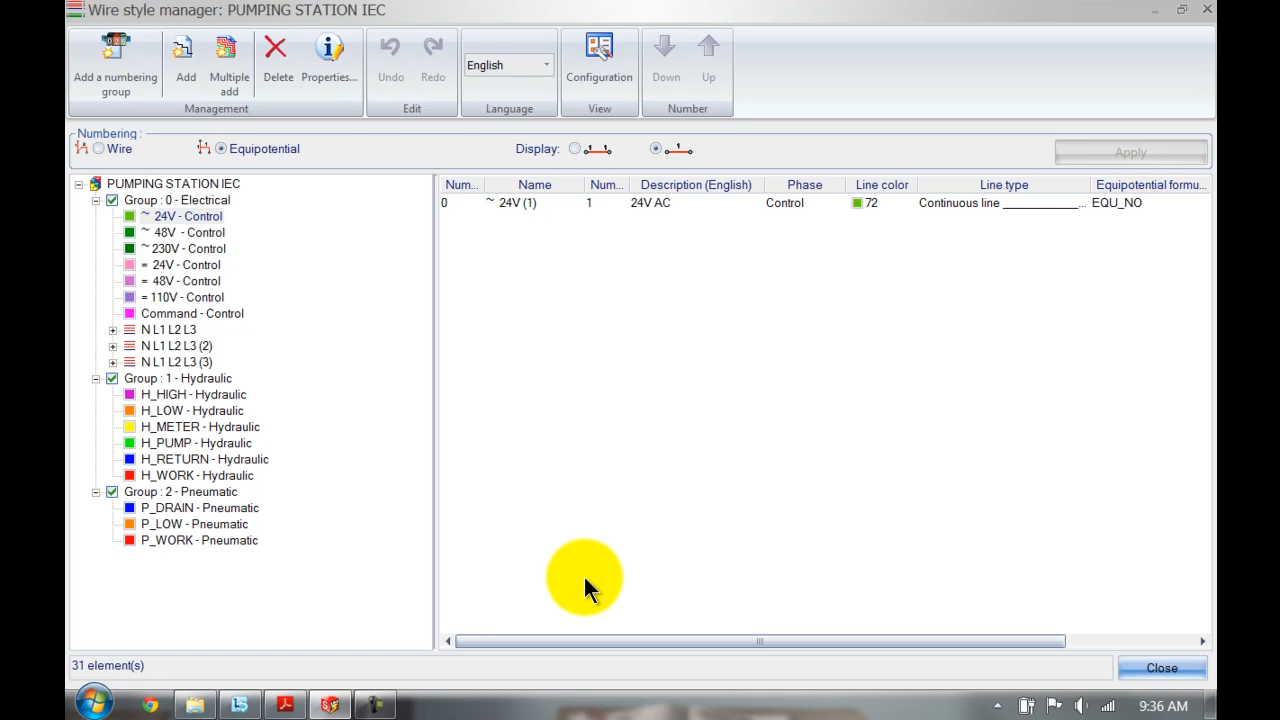 Wire style manager: PUMPING STATION IEC
Add a numbering group
Add
Multiple add
Delete
Properties...
Undo
Redo
English
Configuration
Down
Up
Management
Edit
Language
View
Number
Numbering :
Wire
Equipotential
Display:
Apply
PUMPING STATION IEC
Group : 0 - Electrical
~ 24V - Control
~ 48V - Control
~ 230V - Control
= 24V - Control
= 48V - Control
= 110V - Control
Command - Control
N L1 L2 L3
N L1 L2 L3 (2)
N L1 L2 L3 (3)
Group : 1 - Hydraulic
H_HIGH - Hydraulic
H_LOW - Hydraulic
H_METER - Hydraulic
H_PUMP - Hydraulic
H_RETURN - Hydraulic
H_WORK - Hydraulic
Group : 2 - Pneumatic
P_DRAIN - Pneumatic
P_LOW - Pneumatic
P_WORK - Pneumatic
Num... Name Num... Description (English) Phase Line color Line type Equipotential formu...
0 ~ 24V (1) 1 24V AC Control 72 Continuous line ____________... EQU_NO
31 element(s)
Close
9:36 AM